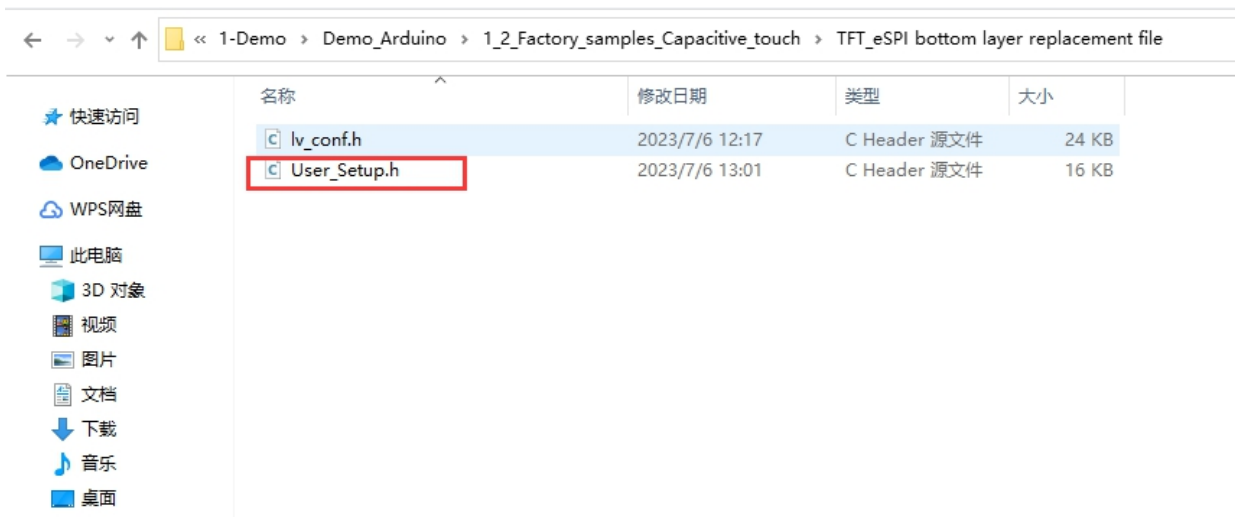 « 1-Demo › Demo_Arduino › 1_2_Factory_samples_Capacitive_touch › TFT_eSPI bottom layer replacement file
名称 修改日期 类型 大小
lv_conf.h 2023/7/6 12:17 C Header 源文件 24 KB
User_Setup.h 2023/7/6 13:01 C Header 源文件 16 KB
快速访问
OneDrive
WPS网盘
此电脑
3D 对象
视频
图片
文档
下载
音乐
桌面